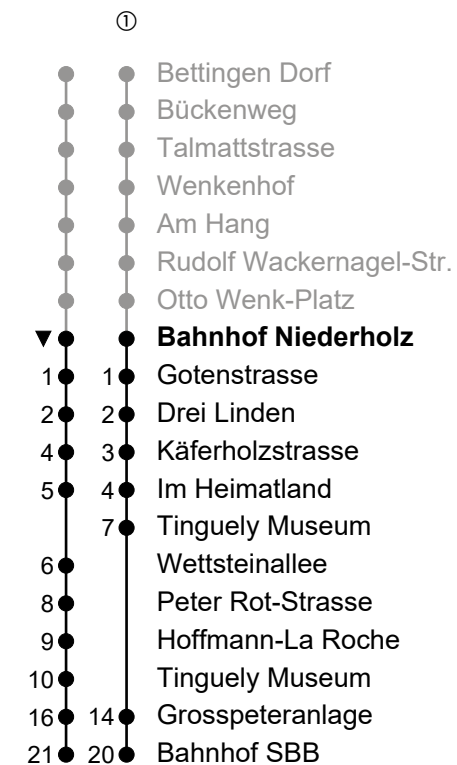 ①
Bettingen Dorf
Bückenweg
Talmattstrasse
Wenkenhof
Am Hang
Rudolf Wackernagel-Str.
Otto Wenk-Platz
▼ Bahnhof Niederholz
1 1 Gotenstrasse
2 2 Drei Linden
4 3 Käferholzstrasse
5 4 Im Heimatland
7 Tinguely Museum
6 Wettsteinallee
8 Peter Rot-Strasse
9 Hoffmann-La Roche
10 Tinguely Museum
16 14 Grosspeteranlage
21 20 Bahnhof SBB